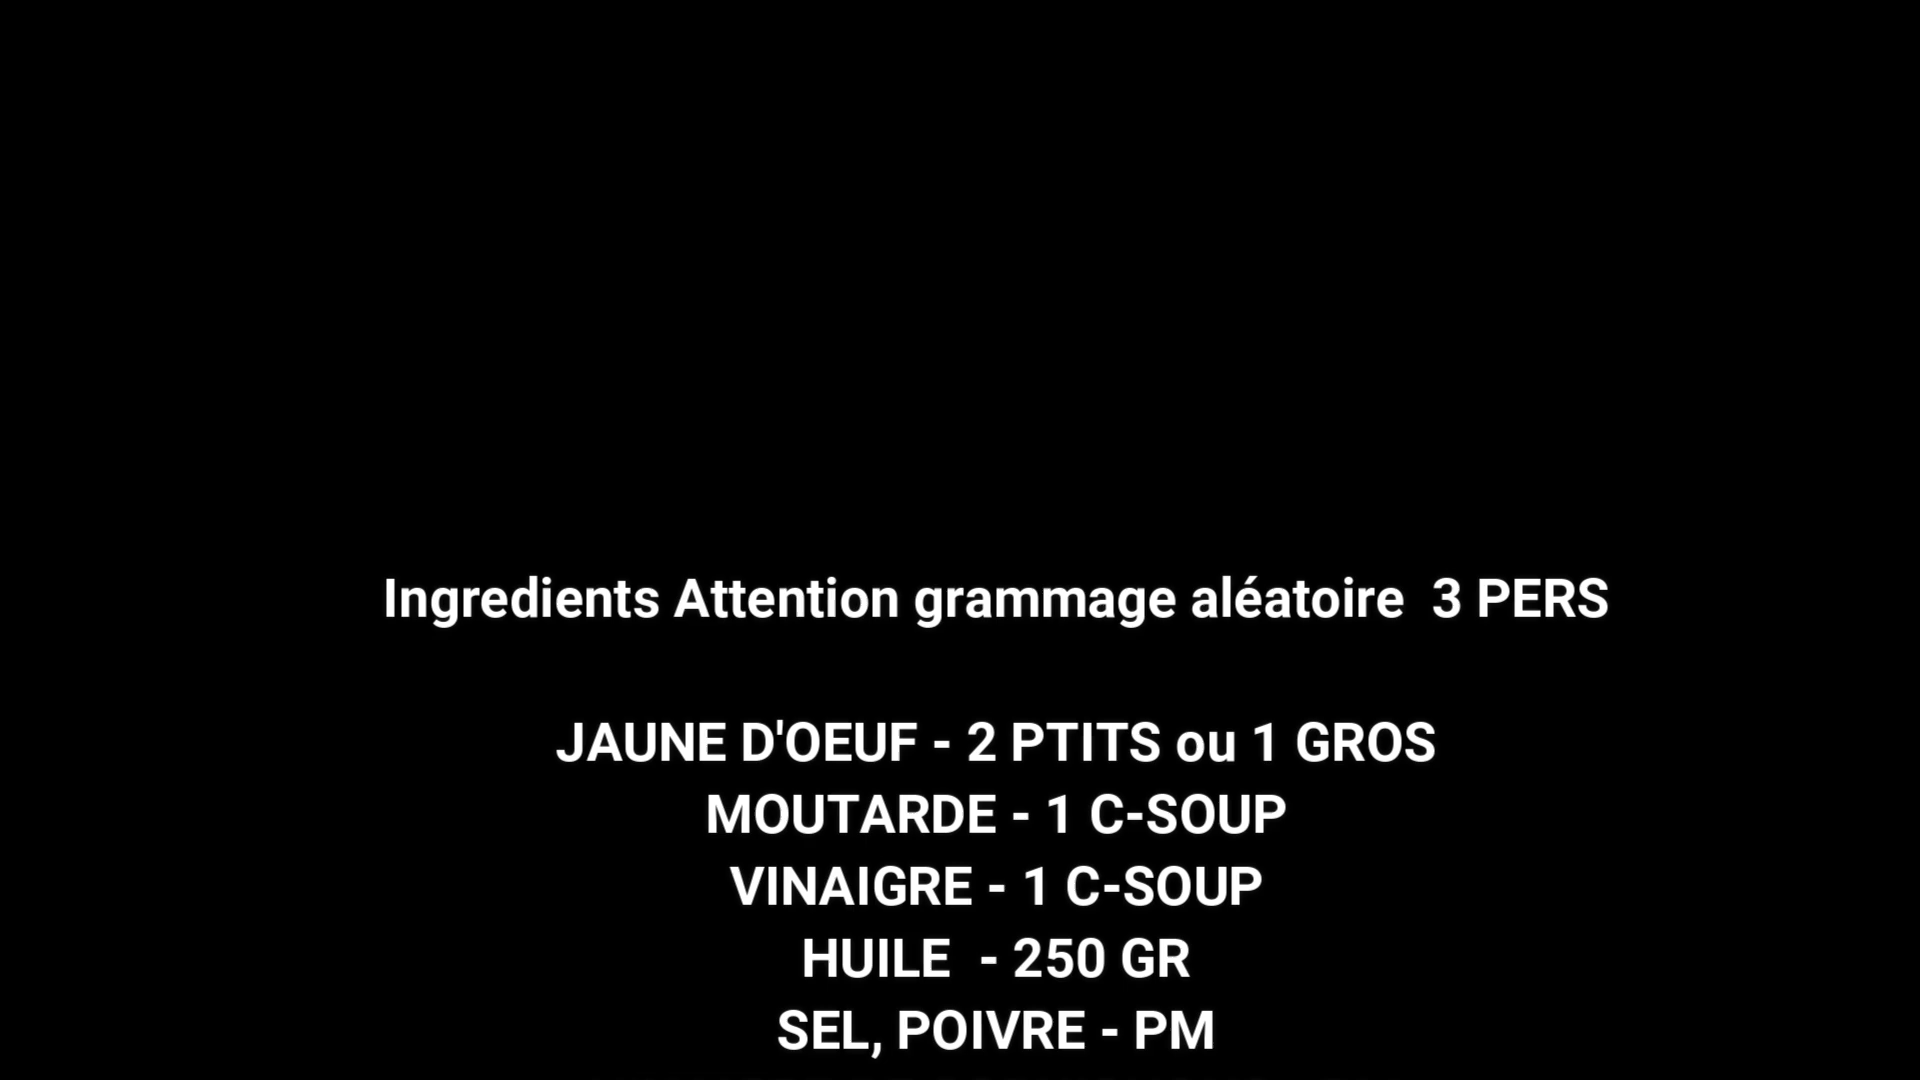 Ingredients Attention grammage aléatoire  3 PERS
JAUNE D'OEUF - 2 PTITS ou 1 GROS
MOUTARDE - 1 C-SOUP
VINAIGRE - 1 C-SOUP
HUILE  - 250 GR
SEL, POIVRE - PM